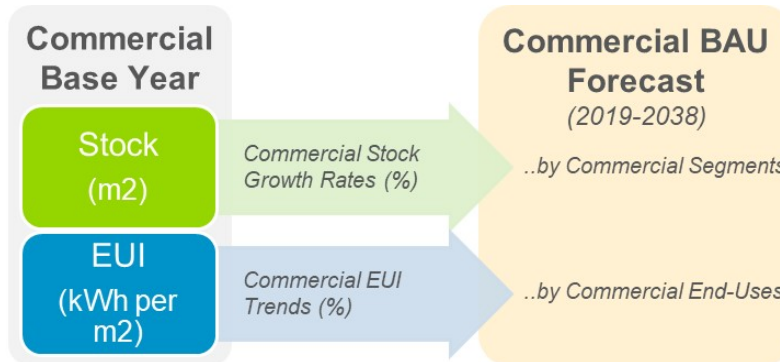 Commercial
Base Year
Stock
(m2)
EUI
(kWh per
m2)
Commercial Stock
Growth Rates (%)
Commercial EUI
Trends (%)
Commercial BAU
Forecast
(2019-2038)
..by Commercial Segments
..by Commercial End-Uses